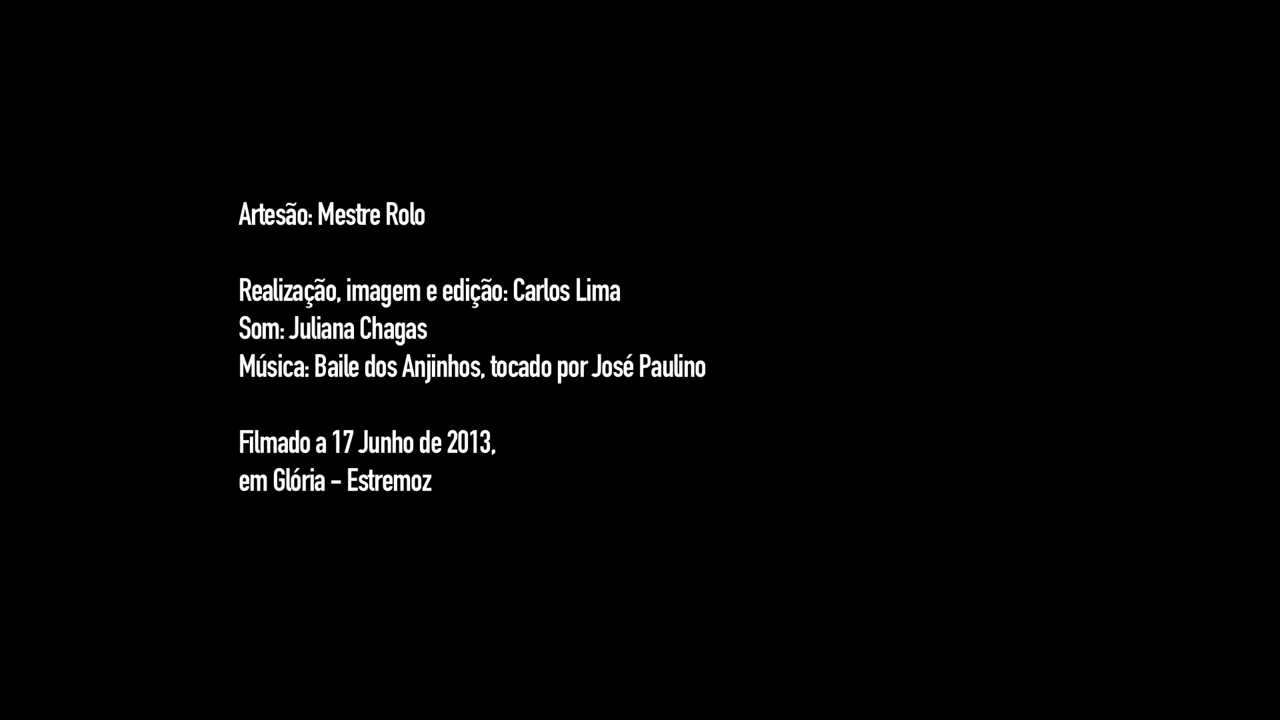 Artesão: Mestre Rolo
Realização, imagem e edição: Carlos Lima
Som: Juliana Chagas
Música: Baile dos Anjinhos, tocado por José Paulino
Filmado a 17 Junho de 2013,
em Glória - Estremoz